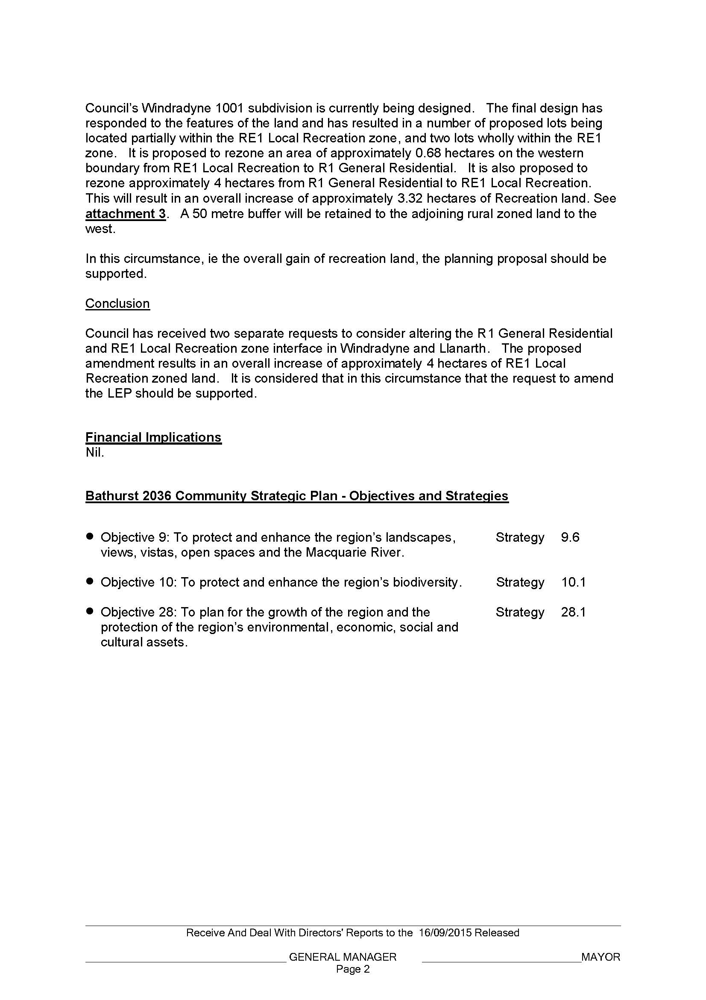 Council’s Windradyne 1001 subdivision is currently being designed. The final design has
responded to the features of the land and has resulted in a number of proposed lots being
located partially within the RE1 Local Recreation zone, and two lots wholly within the RE1
zone. It is proposed to rezone an area of approximately 0.68 hectares on the western
boundary from RE1 Local Recreation to R1 General Residential. It is also proposed to
rezone approximately 4 hectares from R1 General Residential to RE1 Local Recreation.
This will result in an overall increase of approximately 3.32 hectares of Recreation land. See
attachment 3. A 50 metre buffer will be retained to the adjoining rural zoned land to the
west.
In this circumstance, ie the overall gain of recreation land, the planning proposal should be
supported.
Conclusion
Council has received two separate requests to consider altering the R1 General Residential
and RE1 Local Recreation zone interface in Windradyne and Llanarth. The proposed
amendment results in an overall increase of approximately 4 hectares of RE1 Local
Recreation zoned land. It is considered that in this circumstance that the request to amend
the LEP should be supported.
Financial Implications
Nil.
Bathurst 2036 Community Strategic Plan - Objectives and Strategies
● Objective 9: To protect and enhance the region’s landscapes, Strategy 9.6
views, vistas, open spaces and the Macquarie River.
● Objective 10: To protect and enhance the region’s biodiversity. Strategy 10.1
● Objective 28: To plan for the growth of the region and the Strategy 28.1
protection of the region’s environmental, economic, social and
cultural assets.
Receive And Deal With Directors' Reports to the 16/09/2015 Released
GENERAL MANAGER MAYOR
Page 2